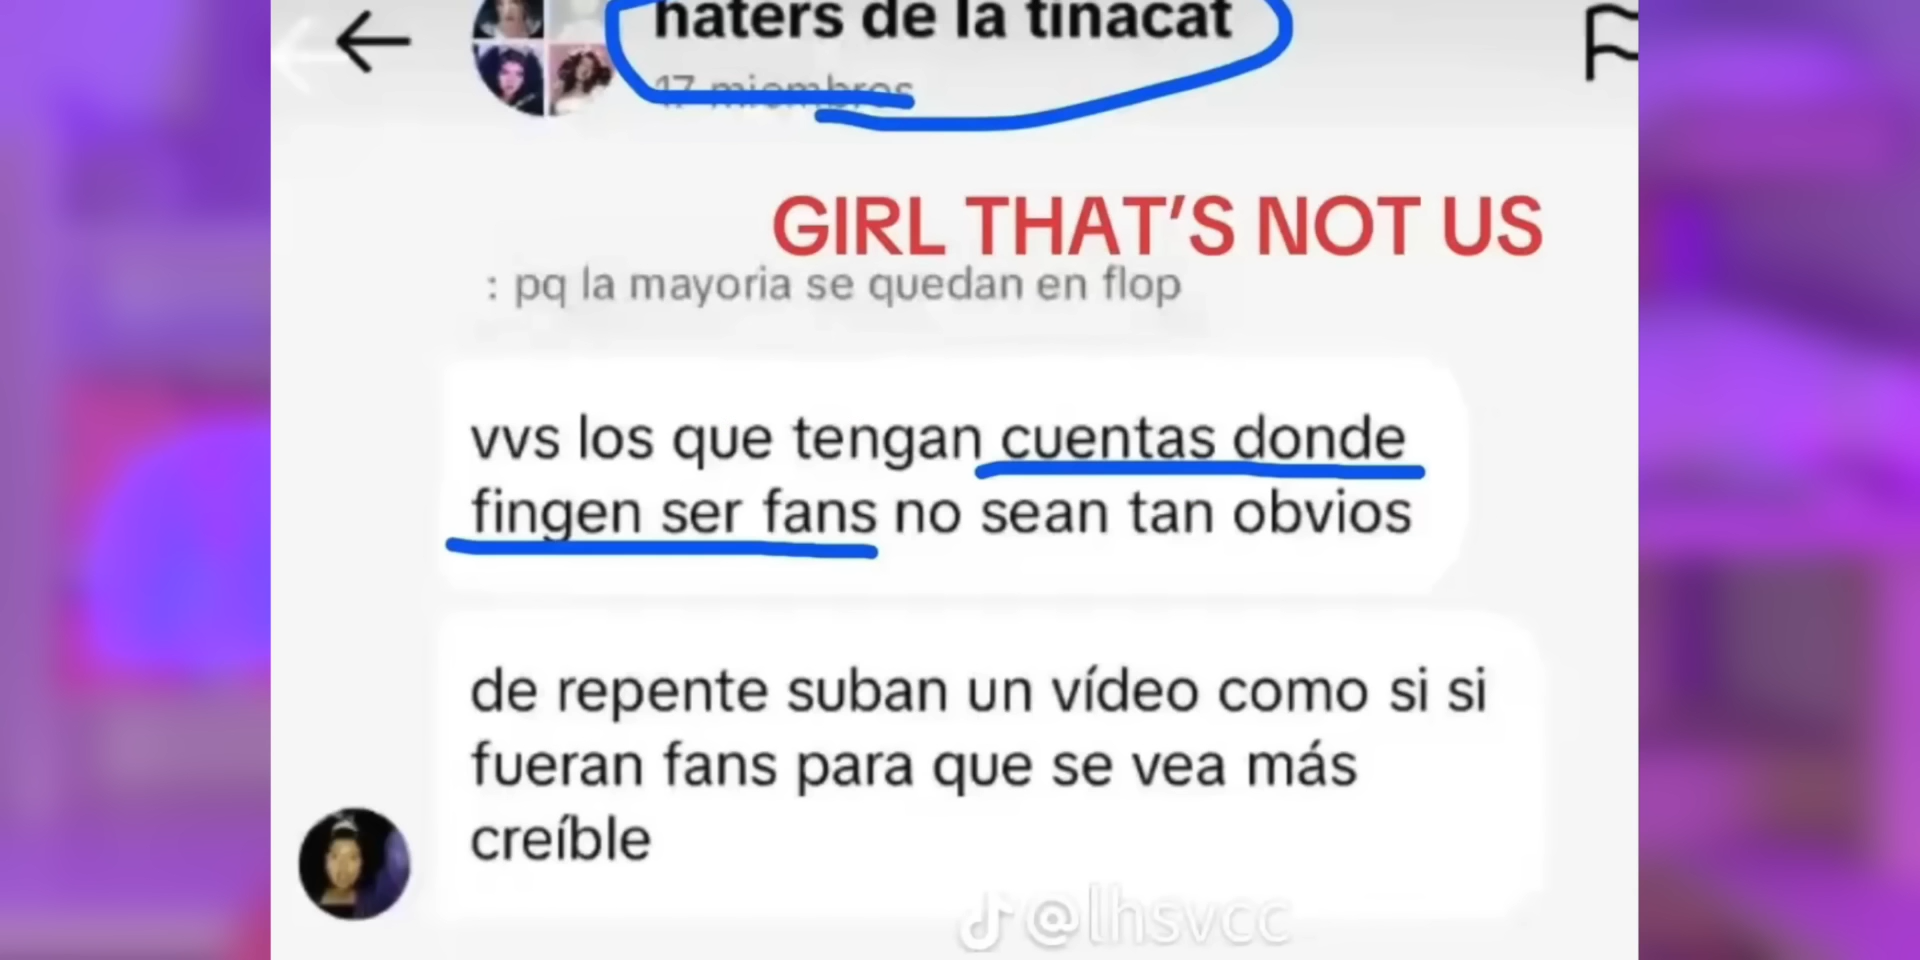 haters de la tinacat
17 miembros
GIRL THAT'S NOT US
: pq la mayoria se quedan en flop
vvs los que tengan cuentas donde
fingen ser fans no sean tan obvios
de repente suban un vídeo como si si
fueran fans para que se vea más
creíble
@lhsvcc